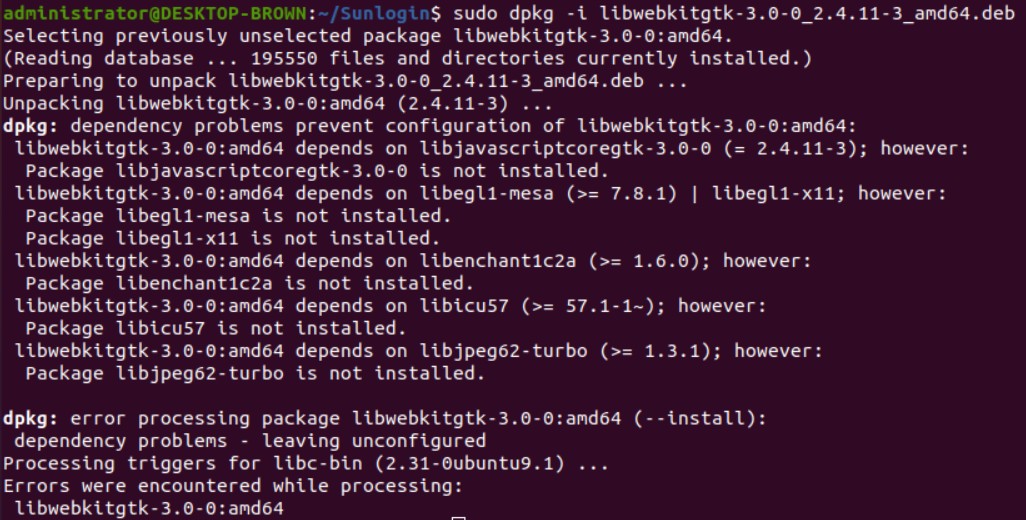 administrator@DESKTOP-BROWN:~/Sunlogin$ sudo dpkg -i libwebkitgtk-3.0-0_2.4.11-3_amd64.deb
Selecting previously unselected package libwebkitgtk-3.0-0:amd64.
(Reading database ... 195550 files and directories currently installed.)
Preparing to unpack libwebkitgtk-3.0-0_2.4.11-3_amd64.deb ...
Unpacking libwebkitgtk-3.0-0:amd64 (2.4.11-3) ...
dpkg: dependency problems prevent configuration of libwebkitgtk-3.0-0:amd64:
 libwebkitgtk-3.0-0:amd64 depends on libjavascriptcoregtk-3.0-0 (= 2.4.11-3); however:
  Package libjavascriptcoregtk-3.0-0 is not installed.
 libwebkitgtk-3.0-0:amd64 depends on libegl1-mesa (>= 7.8.1) | libegl1-x11; however:
  Package libegl1-mesa is not installed.
  Package libegl1-x11 is not installed.
 libwebkitgtk-3.0-0:amd64 depends on libenchant1c2a (>= 1.6.0); however:
  Package libenchant1c2a is not installed.
 libwebkitgtk-3.0-0:amd64 depends on libicu57 (>= 57.1-1~); however:
  Package libicu57 is not installed.
 libwebkitgtk-3.0-0:amd64 depends on libjpeg62-turbo (>= 1.3.1); however:
  Package libjpeg62-turbo is not installed.

dpkg: error processing package libwebkitgtk-3.0-0:amd64 (--install):
 dependency problems - leaving unconfigured
Processing triggers for libc-bin (2.31-0ubuntu9.1) ...
Errors were encountered while processing:
 libwebkitgtk-3.0-0:amd64